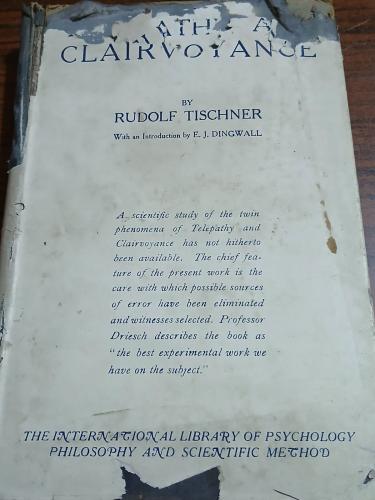 CLAIRVOYANCE
BY
RUDOLF TISCHNER
With an Introduction by E. J. DINGWALL
A scientific study of the twin
phenomena of Telepathy and
Clairvoyance has not hitherto
been available. The chief fea-
ture of the present work is the
care with which possible sources
of error have been eliminated
and witnesses selected. Professor
Driesch describes the book as
"the best experimental work we
have on the subject."
THE INTERNATIONAL LIBRARY OF PSYCHOLOGY
PHILOSOPHY AND SCIENTIFIC METHOD